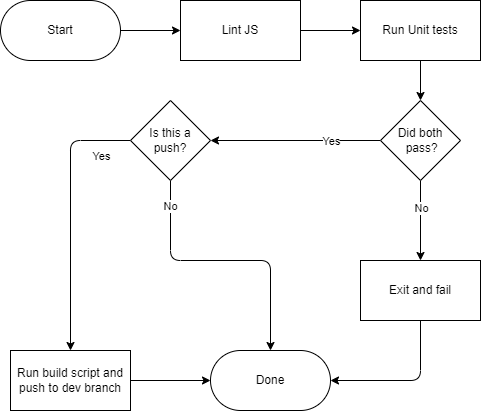 Start
Lint JS
Run Unit tests
Is this a
push?
Did both
pass?
Yes
Yes
No
No
Exit and fail
Run build script and
push to dev branch
Done